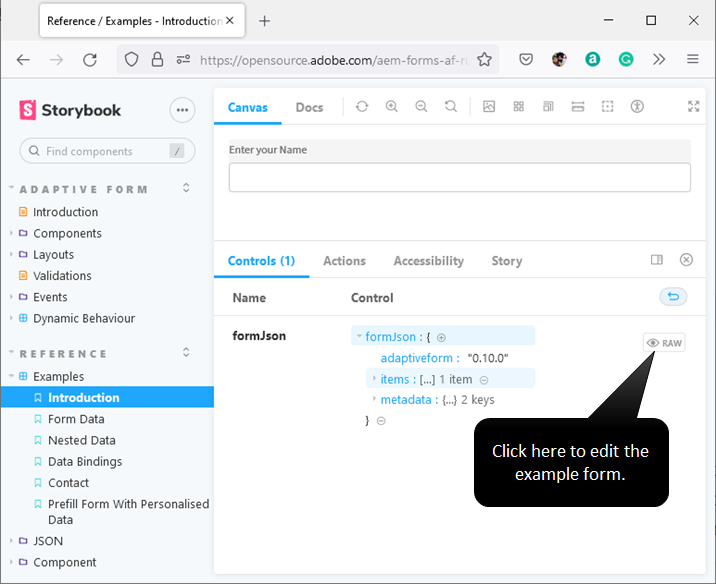 Reference / Examples - Introduction
https://opensource.adobe.com/aem-forms-af-r
Storybook
Find components
/
ADAPTIVE FORM
Introduction
Components
Layouts
Validations
Events
Dynamic Behaviour
REFERENCE
Examples
Introduction
Form Data
Nested Data
Data Bindings
Contact
Prefill Form With Personalised
Data
JSON
Component
Canvas
Docs
Enter your Name
Controls (1)
Actions
Accessibility
Story
Name
Control
formJson
formJson : {
adaptiveform : "0.10.0"
items : [...] 1 item
metadata : {...} 2 keys
}
RAW
Click here to edit the
example form.